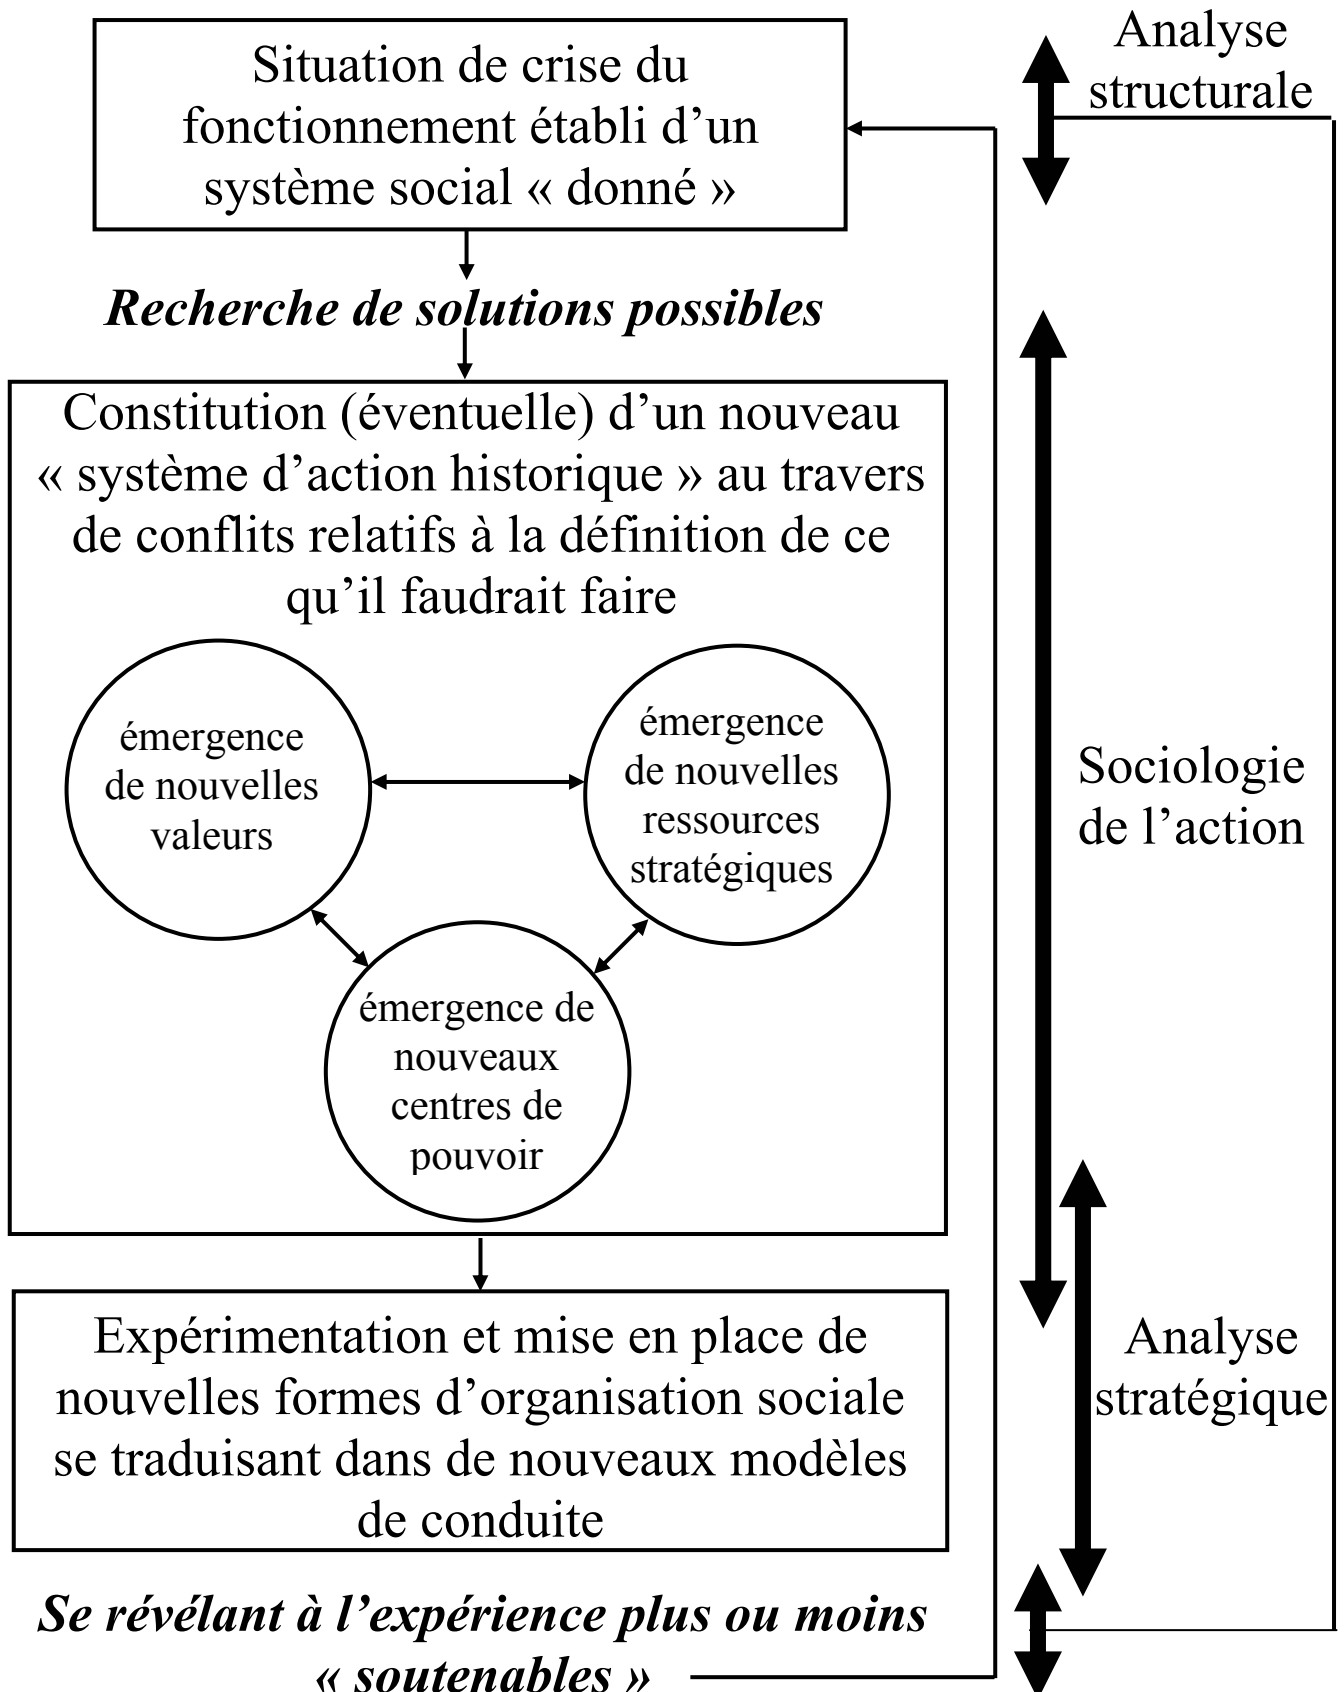 Situation de crise du
fonctionnement établi d’un
système social « donné »
Recherche de solutions possibles
Constitution (éventuelle) d’un nouveau
« système d’action historique » au travers
de conflits relatifs à la définition de ce
qu’il faudrait faire
émergence
de nouvelles
valeurs
émergence
de nouvelles
ressources
stratégiques
émergence de
nouveaux
centres de
pouvoir
Expérimentation et mise en place de
nouvelles formes d’organisation sociale
se traduisant dans de nouveaux modèles
de conduite
Se révélant à l’expérience plus ou moins
« soutenables »
Analyse
structurale
Sociologie
de l’action
Analyse
stratégique